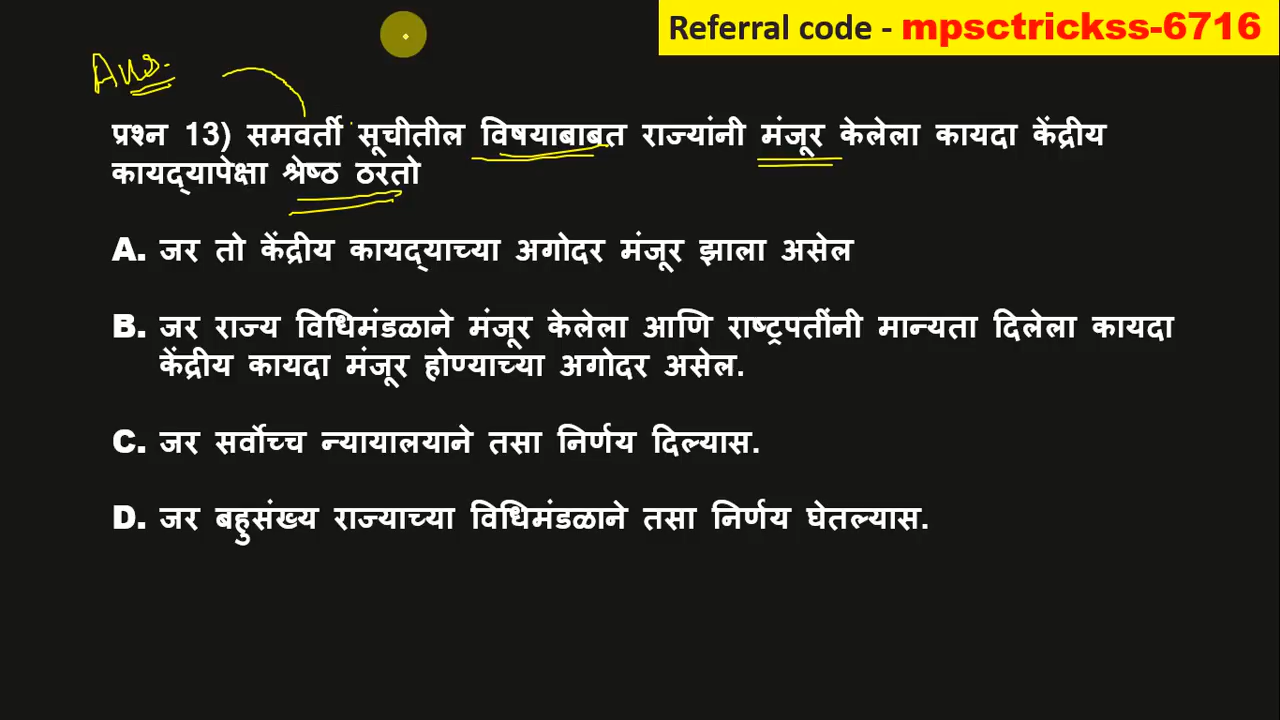 Referral code - mpsctrickss-6716
Ans.
प्रश्न 13) समवर्ती सूचीतील विषयाबाबत राज्यांनी मंजूर केलेला कायदा केंद्रीय
कायद्यापेक्षा श्रेष्ठ ठरतो
A. जर तो केंद्रीय कायद्याच्या अगोदर मंजूर झाला असेल
B. जर राज्य विधिमंडळाने मंजूर केलेला आणि राष्ट्रपतींनी मान्यता दिलेला कायदा
केंद्रीय कायदा मंजूर होण्याच्या अगोदर असेल.
C. जर सर्वोच्च न्यायालयाने तसा निर्णय दिल्यास.
D. जर बहुसंख्य राज्याच्या विधिमंडळाने तसा निर्णय घेतल्यास.